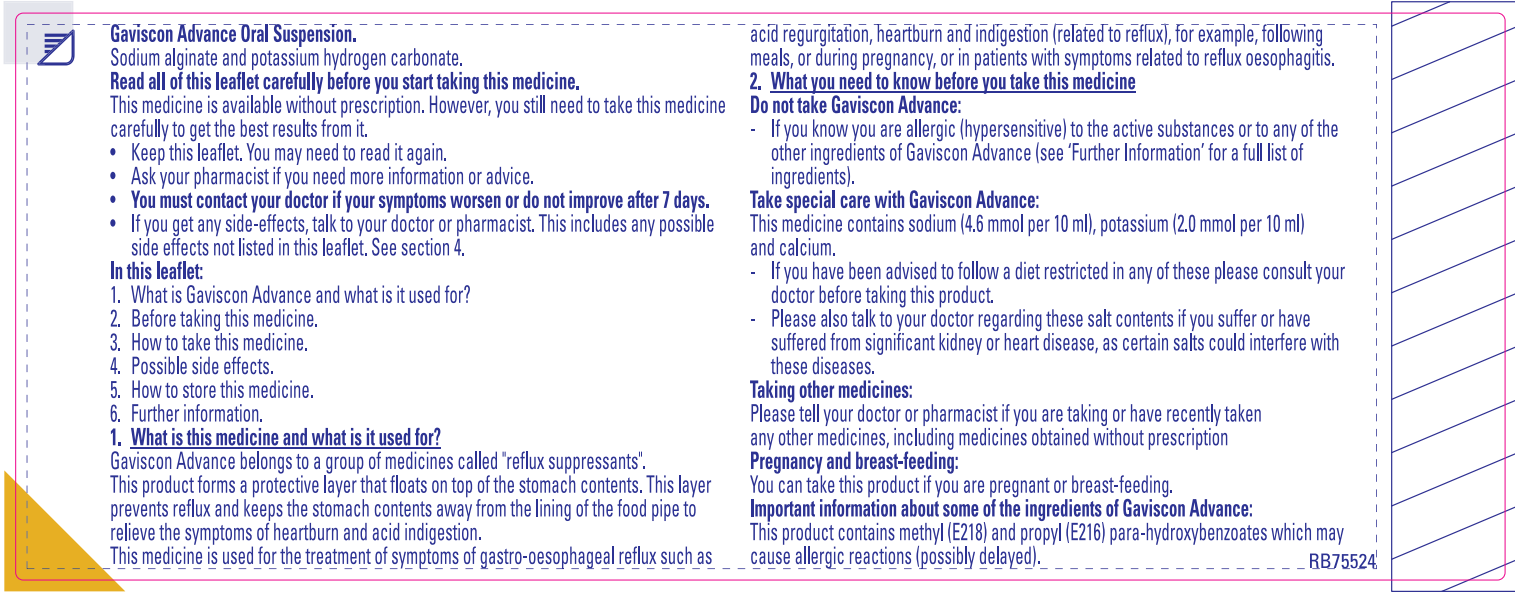 Gaviscon Advance Oral Suspension.
Sodium alginate and potassium hydrogen carbonate.
Read all of this leaflet carefully before you start taking this medicine.
This medicine is available without prescription. However, you still need to take this medicine
carefully to get the best results from it.
• Keep this leaflet. You may need to read it again.
• Ask your pharmacist if you need more information or advice.
• You must contact your doctor if your symptoms worsen or do not improve after 7 days.
• If you get any side-effects, talk to your doctor or pharmacist. This includes any possible
side effects not listed in this leaflet. See section 4.
In this leaflet:
1. What is Gaviscon Advance and what is it used for?
2. Before taking this medicine.
3. How to take this medicine.
4. Possible side effects.
5. How to store this medicine.
6. Further information.
1. What is this medicine and what is it used for?
Gaviscon Advance belongs to a group of medicines called "reflux suppressants".
This product forms a protective layer that floats on top of the stomach contents. This layer
prevents reflux and keeps the stomach contents away from the lining of the food pipe to
relieve the symptoms of heartburn and acid indigestion.
This medicine is used for the treatment of symptoms of gastro-oesophageal reflux such as
acid regurgitation, heartburn and indigestion (related to reflux), for example, following
meals, or during pregnancy, or in patients with symptoms related to reflux oesophagitis.
2. What you need to know before you take this medicine
Do not take Gaviscon Advance:
- If you know you are allergic (hypersensitive) to the active substances or to any of the
other ingredients of Gaviscon Advance (see ‘Further Information’ for a full list of
ingredients).
Take special care with Gaviscon Advance:
This medicine contains sodium (4.6 mmol per 10 ml), potassium (2.0 mmol per 10 ml)
and calcium.
- If you have been advised to follow a diet restricted in any of these please consult your
doctor before taking this product.
- Please also talk to your doctor regarding these salt contents if you suffer or have
suffered from significant kidney or heart disease, as certain salts could interfere with
these diseases.
Taking other medicines:
Please tell your doctor or pharmacist if you are taking or have recently taken
any other medicines, including medicines obtained without prescription
Pregnancy and breast-feeding:
You can take this product if you are pregnant or breast-feeding.
Important information about some of the ingredients of Gaviscon Advance:
This product contains methyl (E218) and propyl (E216) para-hydroxybenzoates which may
cause allergic reactions (possibly delayed).
RB75524